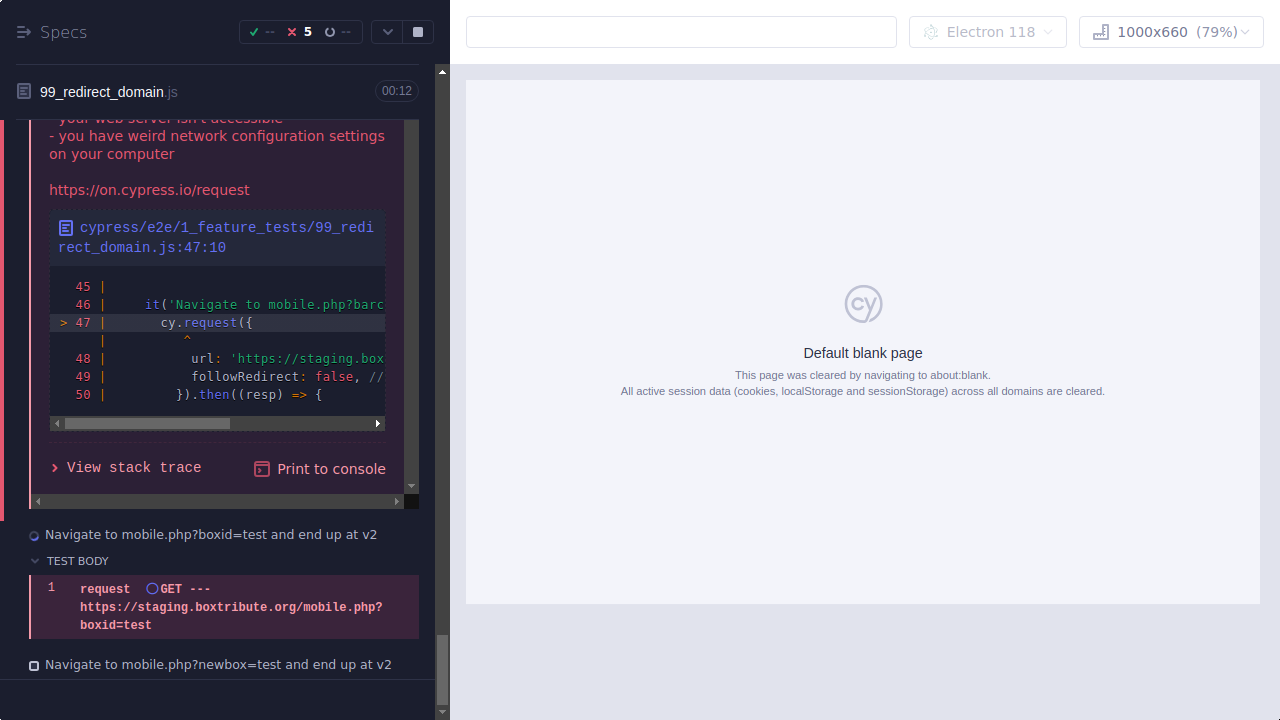 Specs
--
5
--
Electron 118
1000x660 (79%)
99_redirect_domain.js
00:12
- your web server isn't accessible
- you have weird network configuration settings
on your computer
https://on.cypress.io/request
cypress/e2e/1_feature_tests/99_redi
rect_domain.js:47:10
45 |
46 | it('Navigate to mobile.php?barc
> 47 | cy.request({
| ^
48 | url: 'https://staging.box
49 | followRedirect: false, //
50 | }).then((resp) => {
View stack trace
Print to console
Navigate to mobile.php?boxid=test and end up at v2
TEST BODY
1 request GET ---
https://staging.boxtribute.org/mobile.php?
boxid=test
Navigate to mobile.php?newbox=test and end up at v2
cy
Default blank page
This page was cleared by navigating to about:blank.
All active session data (cookies, localStorage and sessionStorage) across all domains are cleared.